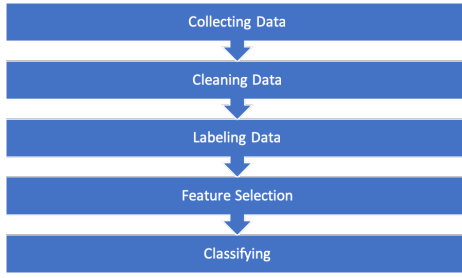 Collecting Data
Cleaning Data
Labeling Data
Feature Selection
Classifying